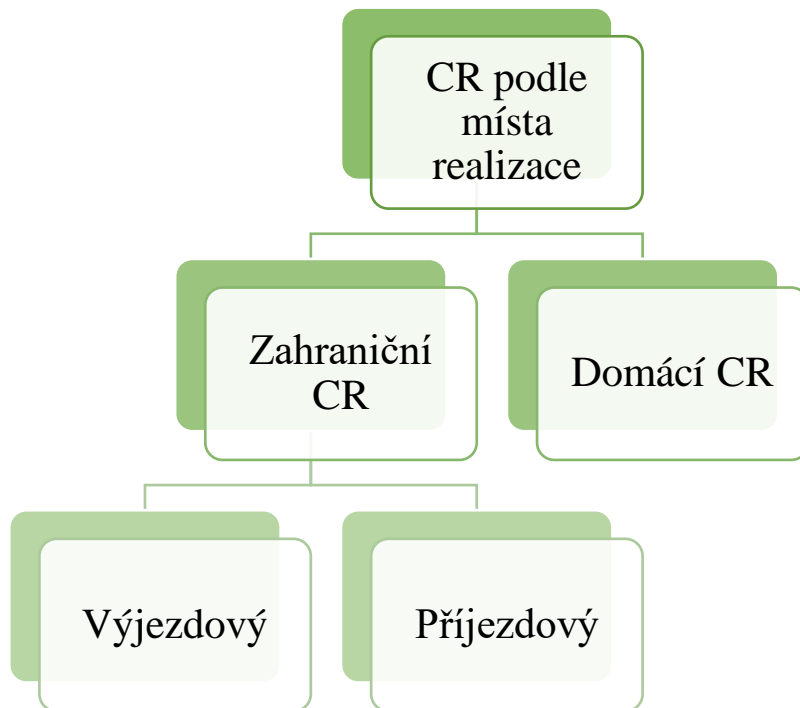 CR podle
místa
realizace
Zahraniční
CR
Domácí CR
Výjezdový
Příjezdový